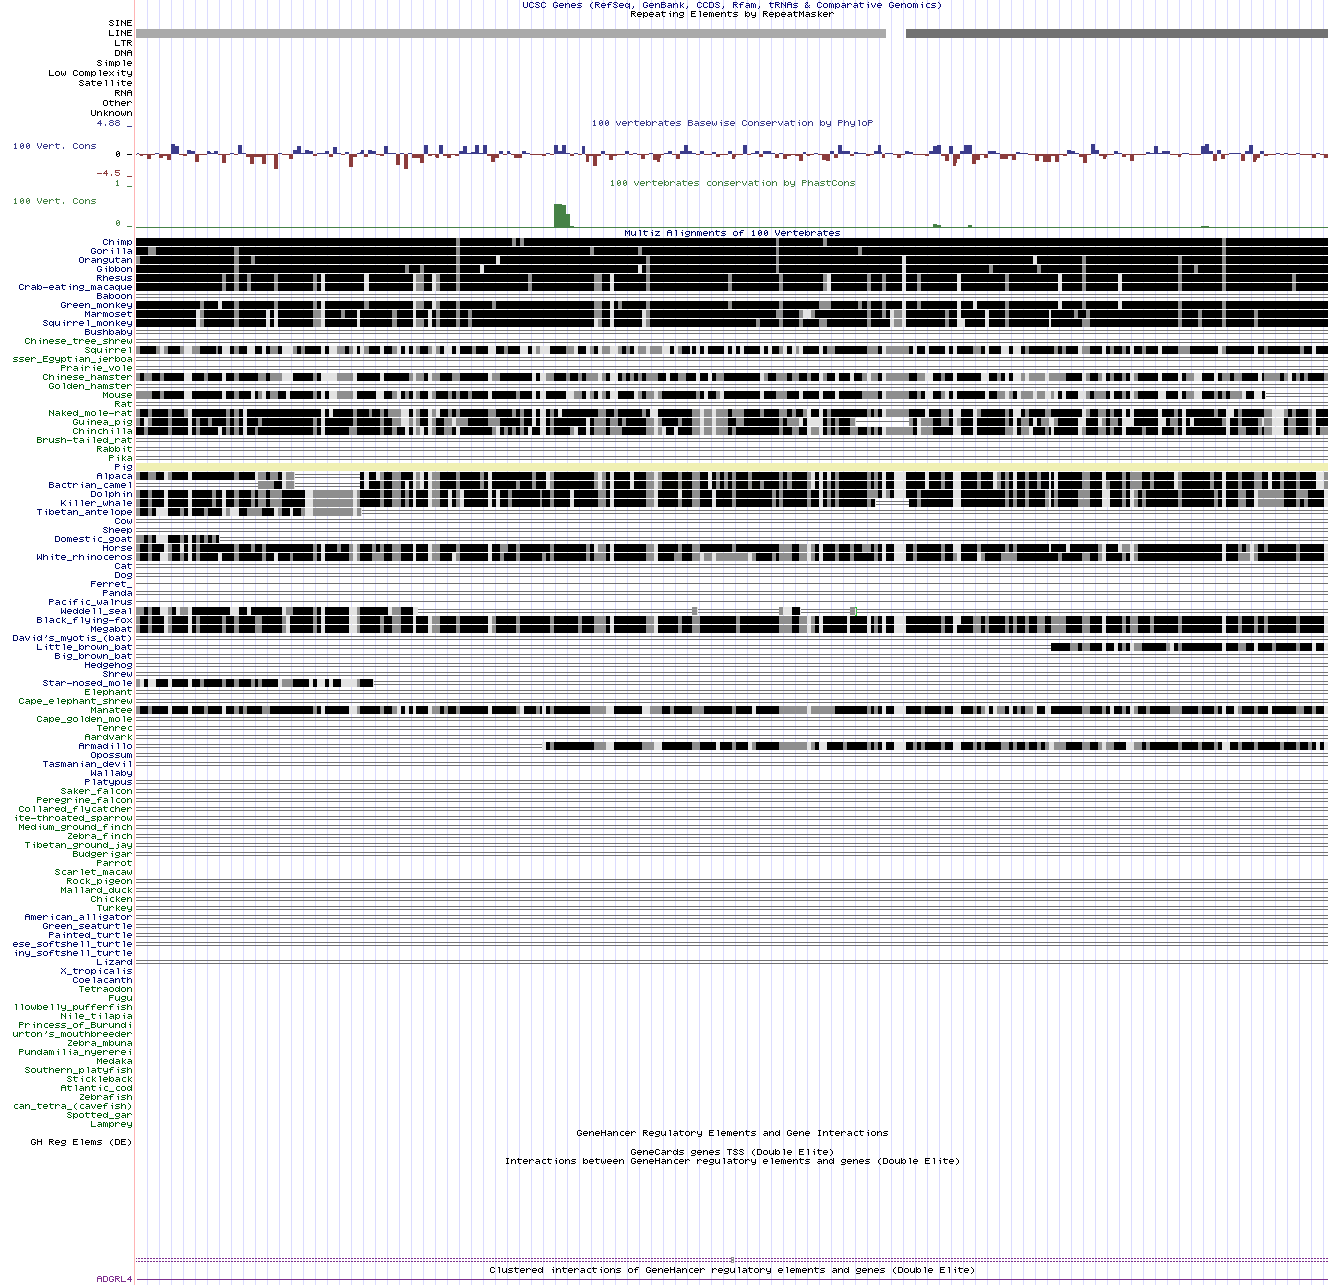 UCSC Genes (RefSeq, GenBank, CCDS, Rfam, tRNAs & Comparative Genomics)
Repeating Elements by RepeatMasker
SINE
LINE
LTR
DNA
Simple
Low Complexity
Satellite
RNA
Other
Unknown
4.88 _
100 vertebrates Basewise Conservation by PhyloP
100 Vert. Cons
0 -
-4.5 _
100 vertebrates conservation by PhastCons
1 _
100 Vert. Cons
0 _
Multiz Alignments of 100 Vertebrates
Chimp
Gorilla
Orangutan
Gibbon
Rhesus
Crab-eating_macaque
Baboon
Green_monkey
Marmoset
Squirrel_monkey
Bushbaby
Chinese_tree_shrew
Squirrel
sser_Egyptian_jerboa
Prairie_vole
Chinese_hamster
Golden_hamster
Mouse
Rat
Naked_mole-rat
Guinea_pig
Chinchilla
Brush-tailed_rat
Rabbit
Pika
Pig
Alpaca
Bactrian_camel
Dolphin
Killer_whale
Tibetan_antelope
Cow
Sheep
Domestic_goat
Horse
White_rhinoceros
Cat
Dog
Ferret_
Panda
Pacific_walrus
Weddell_seal
Black_flying-fox
Megabat
David's_myotis_(bat)
Little_brown_bat
Big_brown_bat
Hedgehog
Shrew
Star-nosed_mole
Elephant
Cape_elephant_shrew
Manatee
Cape_golden_mole
Tenrec
Aardvark
Armadillo
Opossum
Tasmanian_devil
Wallaby
Platypus
Saker_falcon
Peregrine_falcon
Collared_flycatcher
ite-throated_sparrow
Medium_ground_finch
Zebra_finch
Tibetan_ground_jay
Budgerigar
Parrot
Scarlet_macaw
Rock_pigeon
Mallard_duck
Chicken
Turkey
American_alligator
Green_seaturtle
Painted_turtle
ese_softshell_turtle
iny_softshell_turtle
Lizard
X_tropicalis
Coelacanth
Tetraodon
Fugu
llowbelly_pufferfish
Nile_tilapia
Princess_of_Burundi
urton's_mouthbreeder
Zebra_mbuna
Pundamilia_nyererei
Medaka
Southern_platyfish
Stickleback
Atlantic_cod
Zebrafish
can_tetra_(cavefish)
Spotted_gar
Lamprey
GeneHancer Regulatory Elements and Gene Interactions
GH Reg Elems (DE)
GeneCards genes TSS (Double Elite)
Interactions between GeneHancer regulatory elements and genes (Double Elite)
Clustered interactions of GeneHancer regulatory elements and genes (Double Elite)
ADGRL4